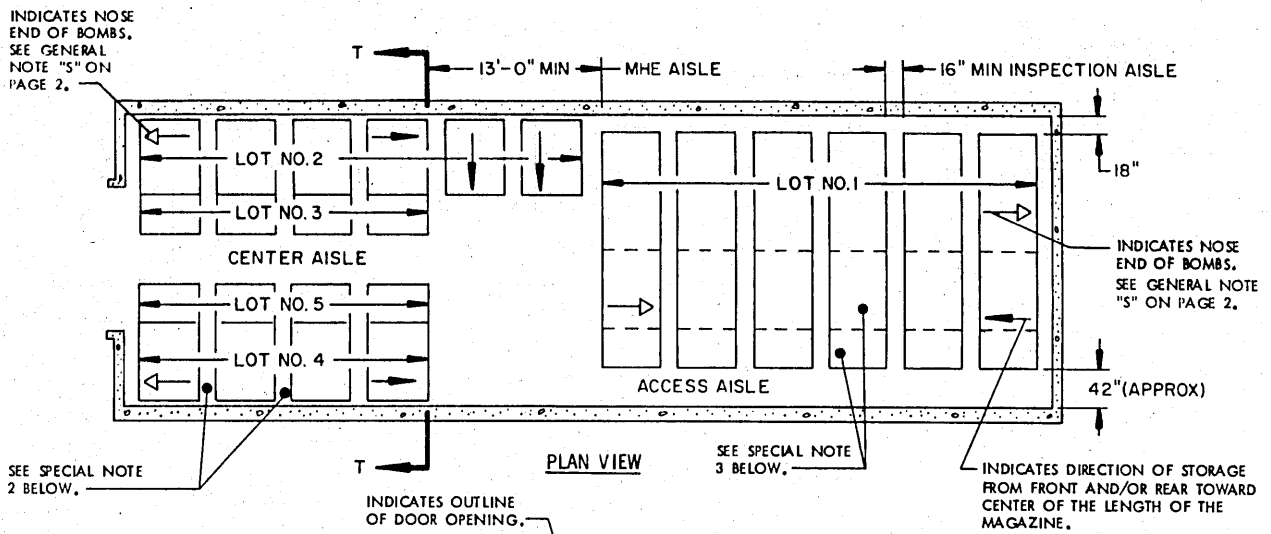 INDICATES NOSE
END OF BOMBS.
SEE GENERAL
NOTE "S" ON
PAGE 2.
T
13'-0" MIN
MHE AISLE
16" MIN INSPECTION AISLE
18"
LOT NO.2
LOT NO.1
LOT NO.3
CENTER AISLE
INDICATES NOSE
END OF BOMBS.
SEE GENERAL NOTE
"S" ON PAGE 2.
LOT NO.5
LOT NO.4
ACCESS AISLE
42" (APPROX)
SEE SPECIAL NOTE
2 BELOW.
T
PLAN VIEW
SEE SPECIAL NOTE
3 BELOW.
INDICATES DIRECTION OF STORAGE
FROM FRONT AND/OR REAR TOWARD
CENTER OF THE LENGTH OF THE
MAGAZINE.
INDICATES OUTLINE
OF DOOR OPENING.